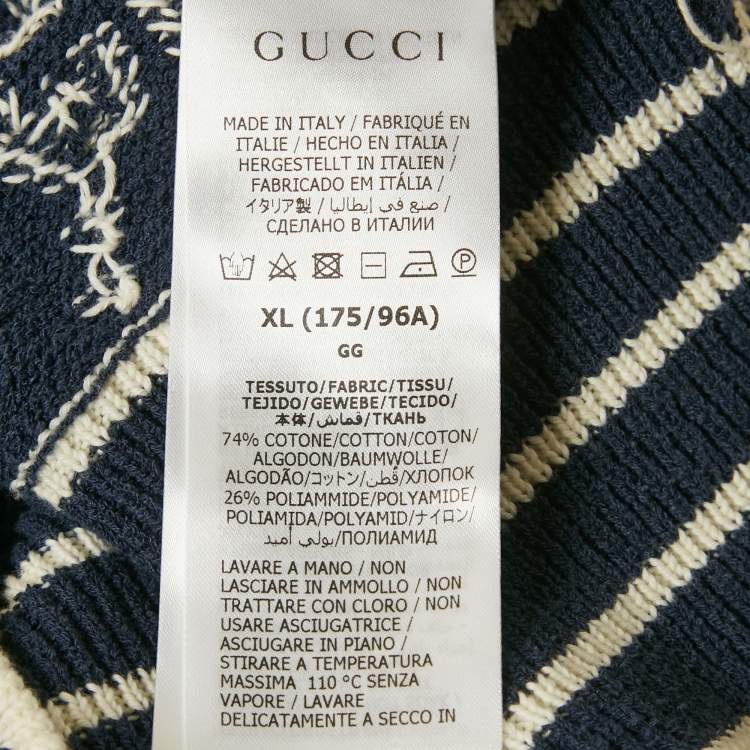 GUCCI
MADE IN ITALY / FABRIQUÉ EN
ITALIE / HECHO EN ITALIA /
HERGESTELLT IN ITALIEN /
FABRICADO EM ITÁLIA /
イタリア製 / صنع في إيطاليا /
СДЕЛАНО В ИТАЛИИ
P
XL (175/96A)
GG
TESSUTO/FABRIC/TISSU/
TEJIDO/GEWEBE/TECIDO/
本体/قماش/ТКАНЬ
74% COTONE/COTTON/COTON/
ALGODON/BAUMWOLLE/
ALGODÃO/コットン/قُطن/ХЛОПОК
26% POLIAMMIDE/POLYAMIDE/
POLIAMIDA/POLYAMID/ナイロン/
بولي أميد/ПОЛИАМИД
LAVARE A MANO / NON
LASCIARE IN AMMOLLO / NON
TRATTARE CON CLORO / NON
USARE ASCIUGATRICE /
ASCIUGARE IN PIANO /
STIRARE A TEMPERATURA
MASSIMA 110 °C SENZA
VAPORE / LAVARE
DELICATAMENTE A SECCO IN